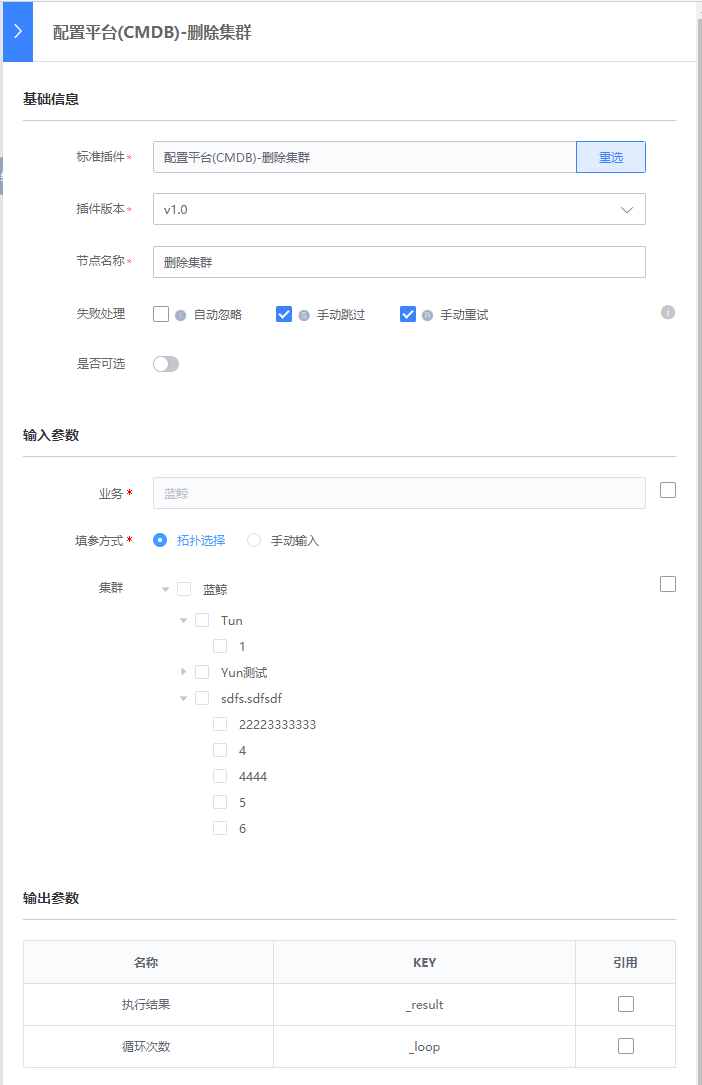 配置平台(CMDB)-删除集群
基础信息
标准插件* 配置平台(CMDB)-删除集群 重选
插件版本* v1.0
节点名称* 删除集群
失败处理 I 自动忽略 S 手动跳过 R 手动重试 i
是否可选
输入参数
业务* 蓝鲸
填参方式* 拓扑选择 手动输入
集群 蓝鲸
Tun
1
Yun测试
sdfs.sdfsdf
22223333333
4
4444
5
6
输出参数
名称 KEY 引用
执行结果 _result
循环次数 _loop